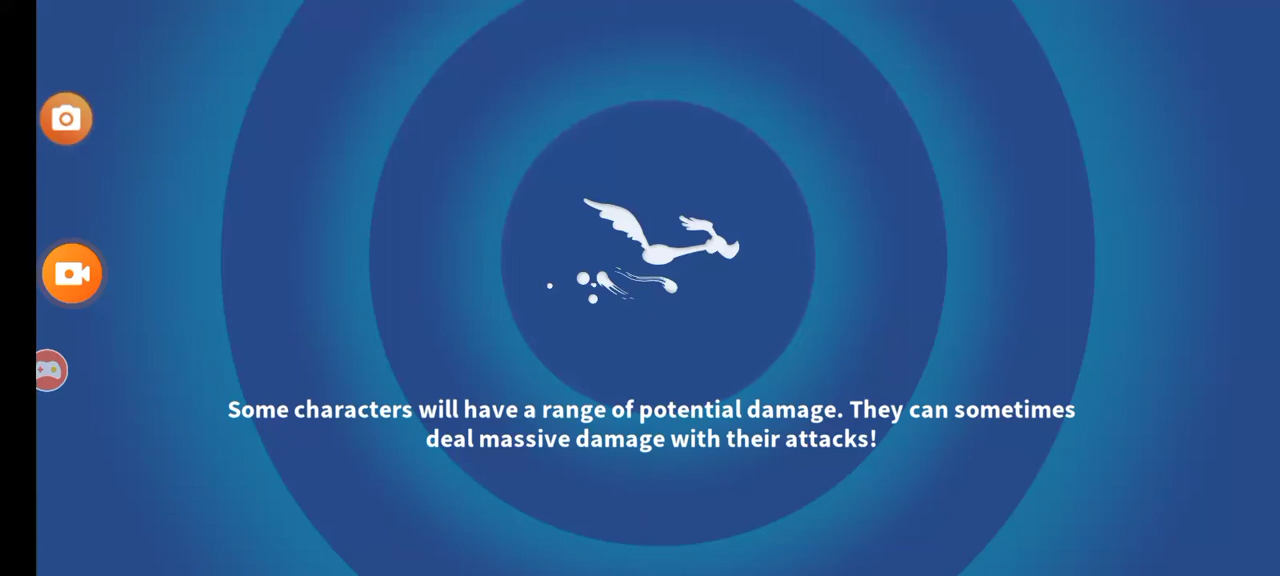 Some characters will have a range of potential damage. They can sometimes
deal massive damage with their attacks!